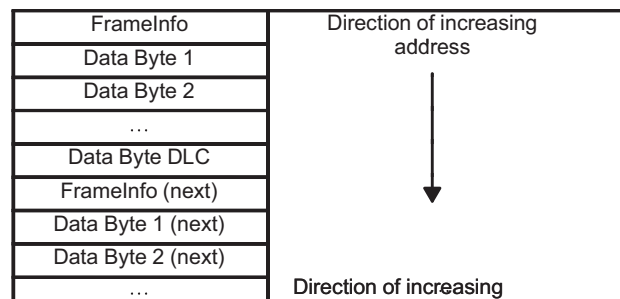 FrameInfo
Data Byte 1
Data Byte 2
...
Data Byte DLC
FrameInfo (next)
Data Byte 1 (next)
Data Byte 2 (next)
...
Direction of increasing
address
Direction of increasing